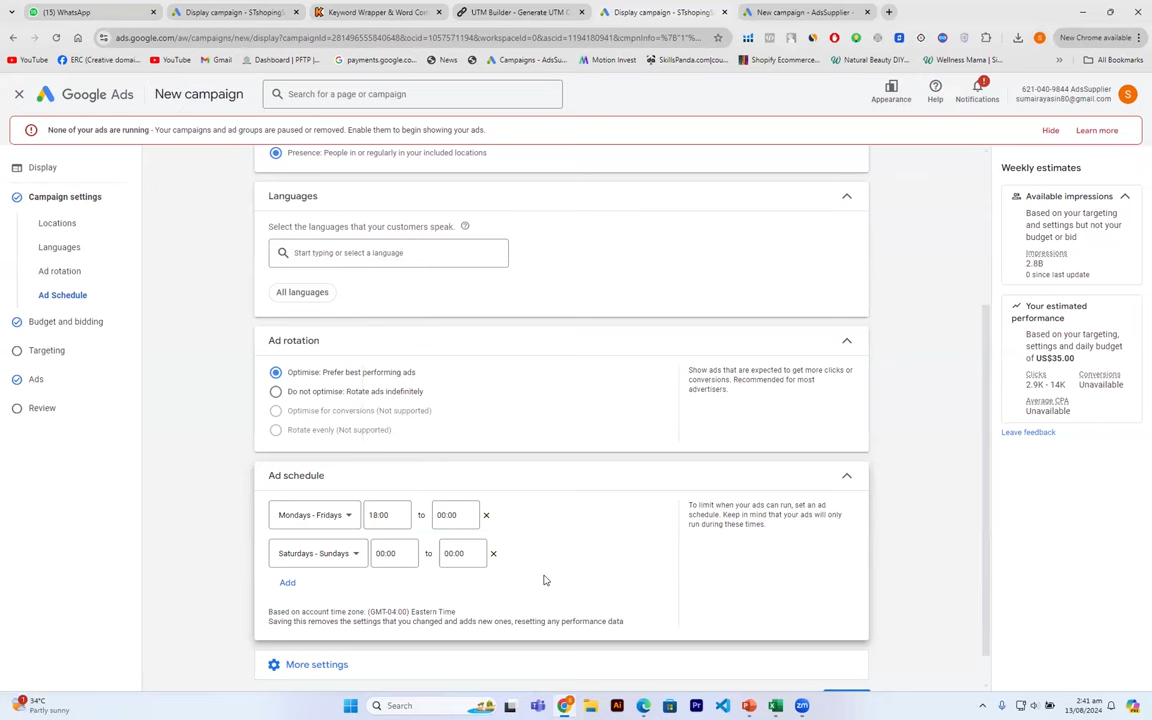 (15) WhatsApp
Display campaign - STshopingS
Keyword Wrapper & Word Com
UTM Builder - Generate UTM C
Display campaign - STshopingS
New campaign - AdsSupplier -
ads.google.com/aw/campaigns/new/display?campaignId=281496555840648&ocid=1057571194&workspaceId=0&ascid=1194180941&cmpnInfo=%7B"1"%...
New Chrome available
YouTube
ERC (Creative domai...
YouTube
Gmail
Dashboard | PFTP |...
payments.google.co...
News
Campaigns - AdsSu...
Motion Invest
SkillsPanda.com|cou...
Shopify Ecommerce...
Natural Beauty DIY...
Wellness Mama | Si...
All Bookmarks
Google Ads
New campaign
Search for a page or campaign
Appearance
Help
Notifications
621-040-9844 AdsSupplier
sumairayasin80@gmail.com
None of your ads are running - Your campaigns and ad groups are paused or removed. Enable them to begin showing your ads.
Hide
Learn more
Display
Campaign settings
Locations
Languages
Ad rotation
Ad Schedule
Budget and bidding
Targeting
Ads
Review
Presence: People in or regularly in your included locations
Languages
Select the languages that your customers speak.
Start typing or select a language
All languages
Ad rotation
Optimise: Prefer best performing ads
Do not optimise: Rotate ads indefinitely
Optimise for conversions (Not supported)
Rotate evenly (Not supported)
Show ads that are expected to get more clicks or
conversions. Recommended for most
advertisers.
Ad schedule
Mondays - Fridays 18:00 to 00:00
Saturdays - Sundays 00:00 to 00:00
Add
To limit when your ads can run, set an ad
schedule. Keep in mind that your ads will only
run during these times.
Based on account time zone: (GMT-04:00) Eastern Time
Saving this removes the settings that you changed and adds new ones, resetting any performance data
More settings
Weekly estimates
Available impressions
Based on your targeting
and settings but not your
budget or bid
Impressions
2.8B
0 since last update
Your estimated
performance
Based on your targeting,
settings and daily budget
of US$35.00
Clicks Conversions
2.9K - 14K Unavailable
Average CPA
Unavailable
Leave feedback
34°C
Partly sunny
Search
2:41 am
13/08/2024